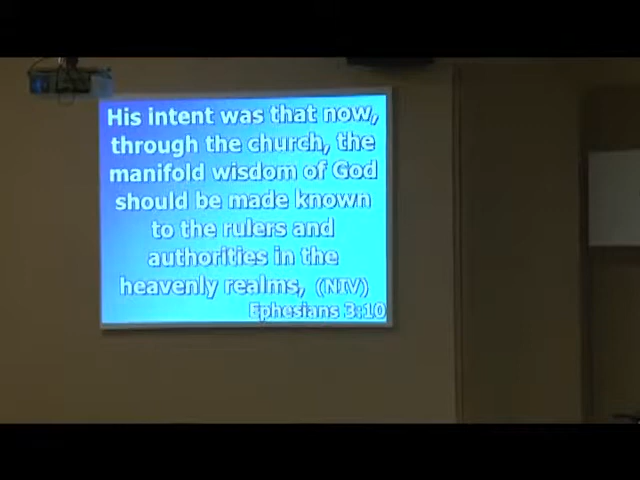 His intent was that now,
through the church, the
manifold wisdom of God
should be made known
to the rulers and
authorities in the
heavenly realms, (NIV)
Ephesians 3:10